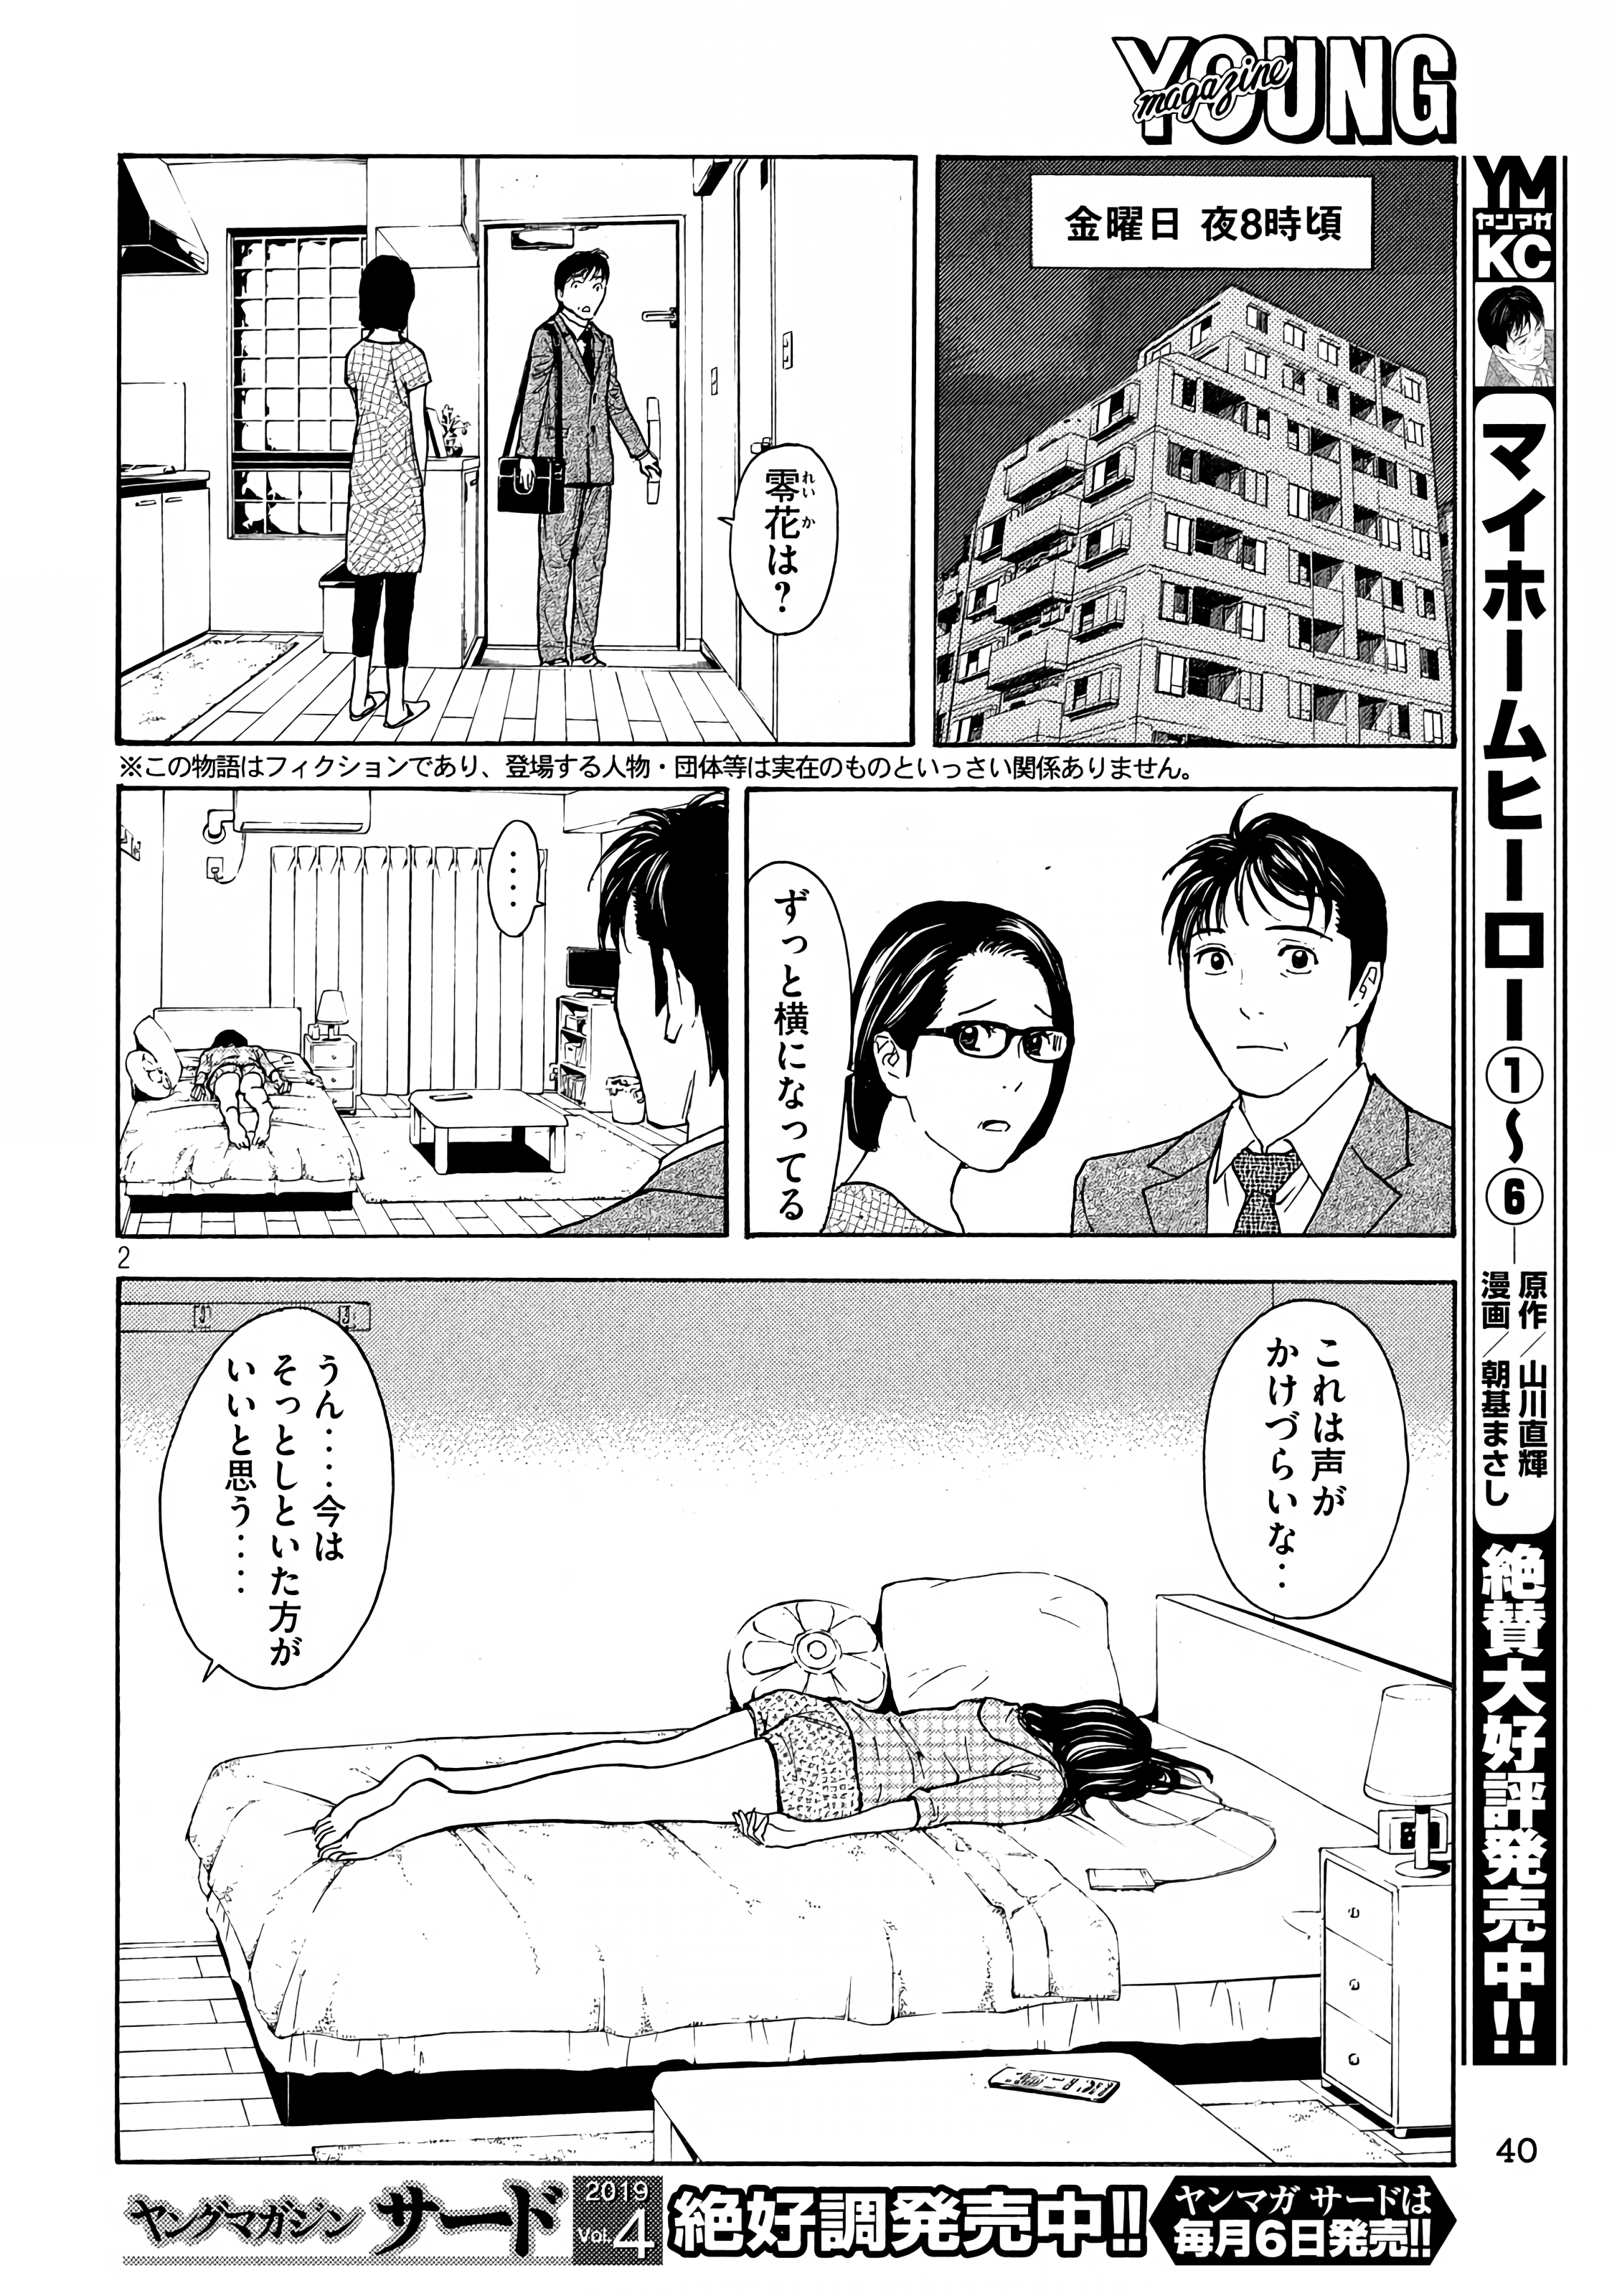 YOUNG
magazine
金曜日 夜8時頃
零花は?
れいか
※この物語はフィクションであり、登場する人物・団体等は実在のものといっさい関係ありません。
ずっと横になってる
‥‥
2
これは声が
かけづらいな‥
うん‥‥今は
そっとしといた方が
いいと思う‥‥
YM
ヤンマガ
KC
マイホームヒーロー①〜⑥
原作/山川直輝
漫画/朝基まさし
絶賛大好評発売中!!
40
ヤングマガジン サード
2019
Vol.4
絶好調発売中!!
ヤンマガ サードは
毎月6日発売!!